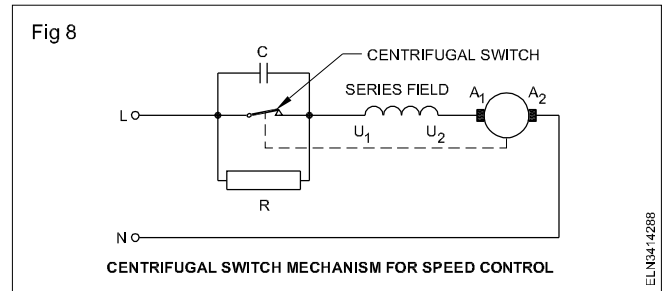 Fig 8
C
CENTRIFUGAL SWITCH
SERIES FIELD
A1 A2
L
U1 U2
R
N
CENTRIFUGAL SWITCH MECHANISM FOR SPEED CONTROL
ELN3414288